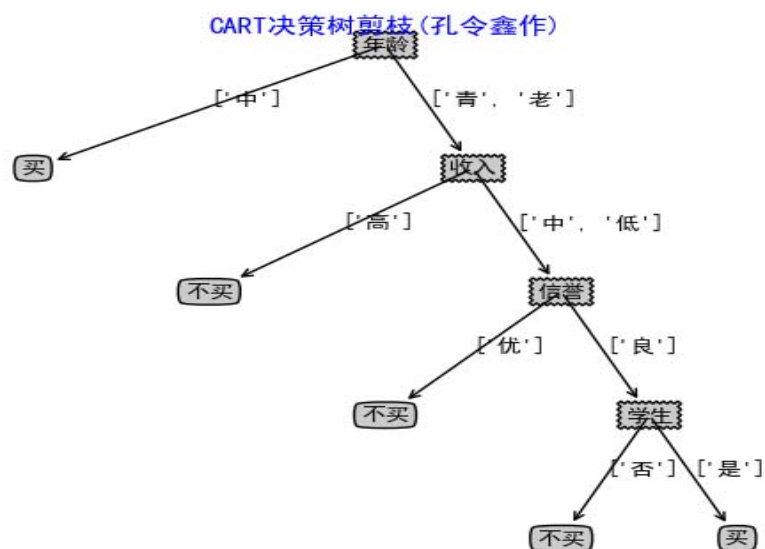 CART决策树剪枝(孔令鑫作)
年龄
['中']
['青', '老']
买
收入
['高']
['中', '低']
不买
信誉
['优']
['良']
不买
学生
['否']
['是']
不买
买